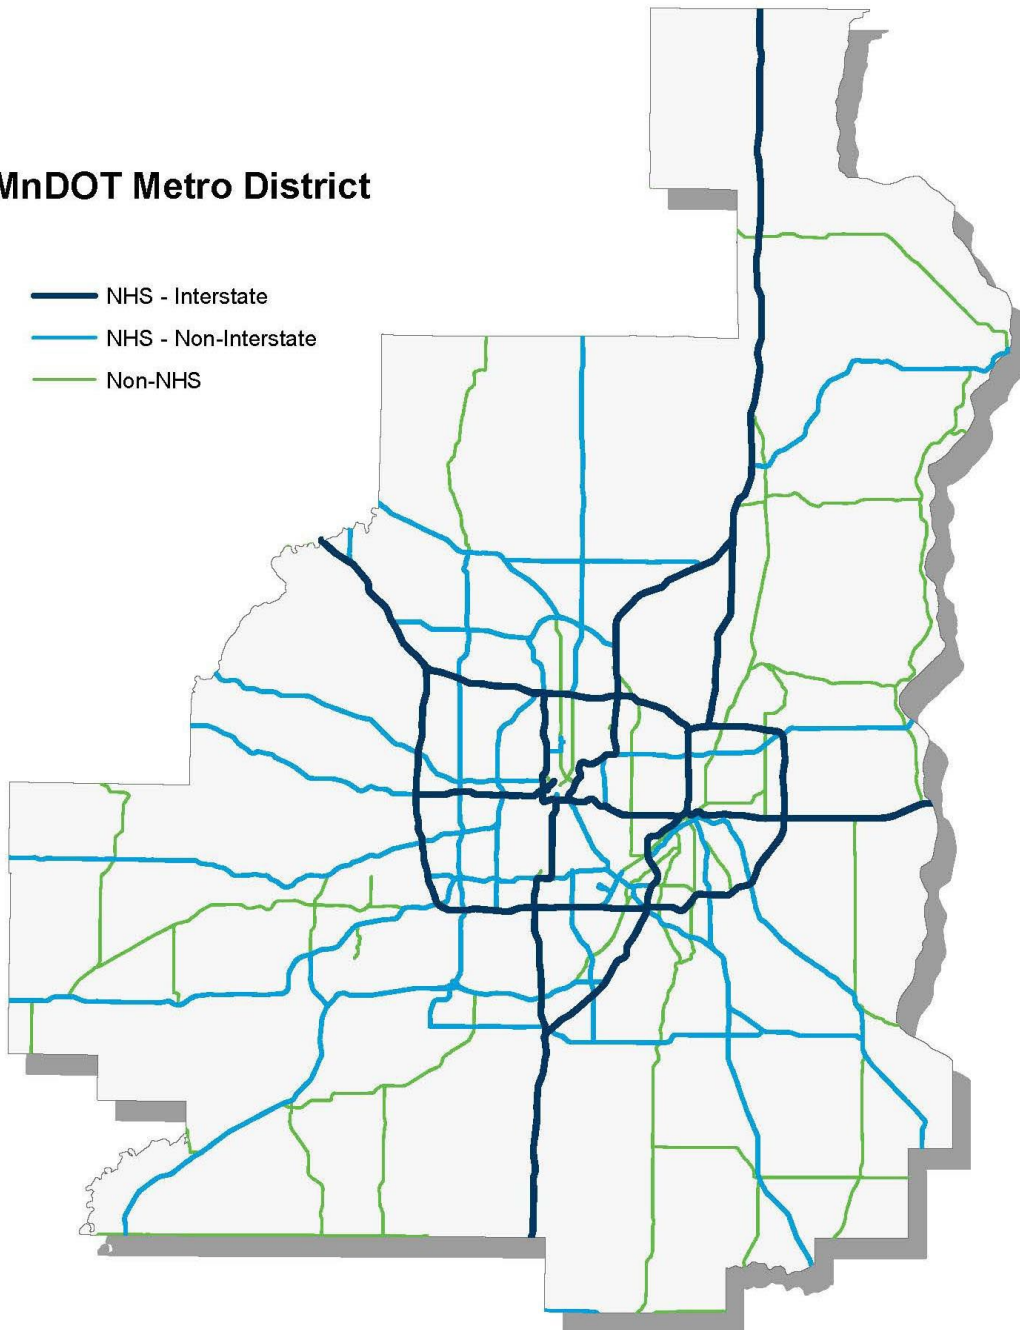 MnDOT Metro District
NHS - Interstate
NHS - Non-Interstate
Non-NHS